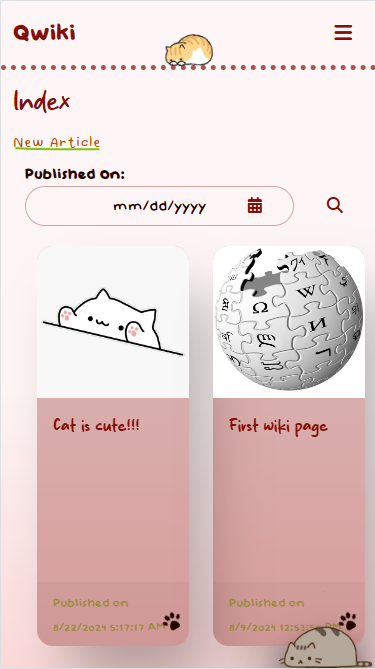 Qwiki
Index
New Article
Published On:
mm/dd/yyyy
Cat is cute!!!
First wiki page
Published on
8/22/2024 5:17:17 AM
Published on
8/9/2024 12:53: